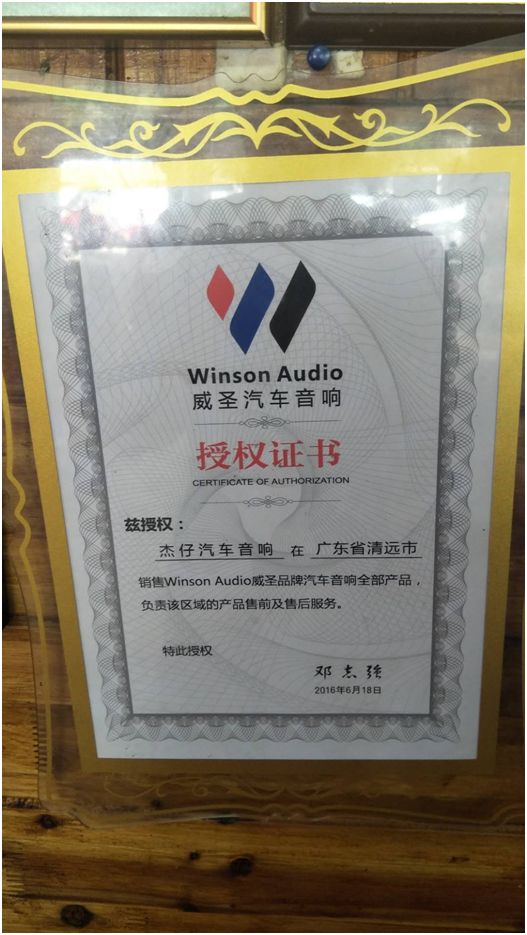 Winson Audio
威圣汽车音响
授权证书
CERTIFICATE OF AUTHORIZATION
兹授权：
杰仔汽车音响 在 广东省清远市
销售Winson Audio威圣品牌汽车音响全部产品，
负责该区域的产品售前及售后服务。
特此授权
邓志强
2016年6月18日